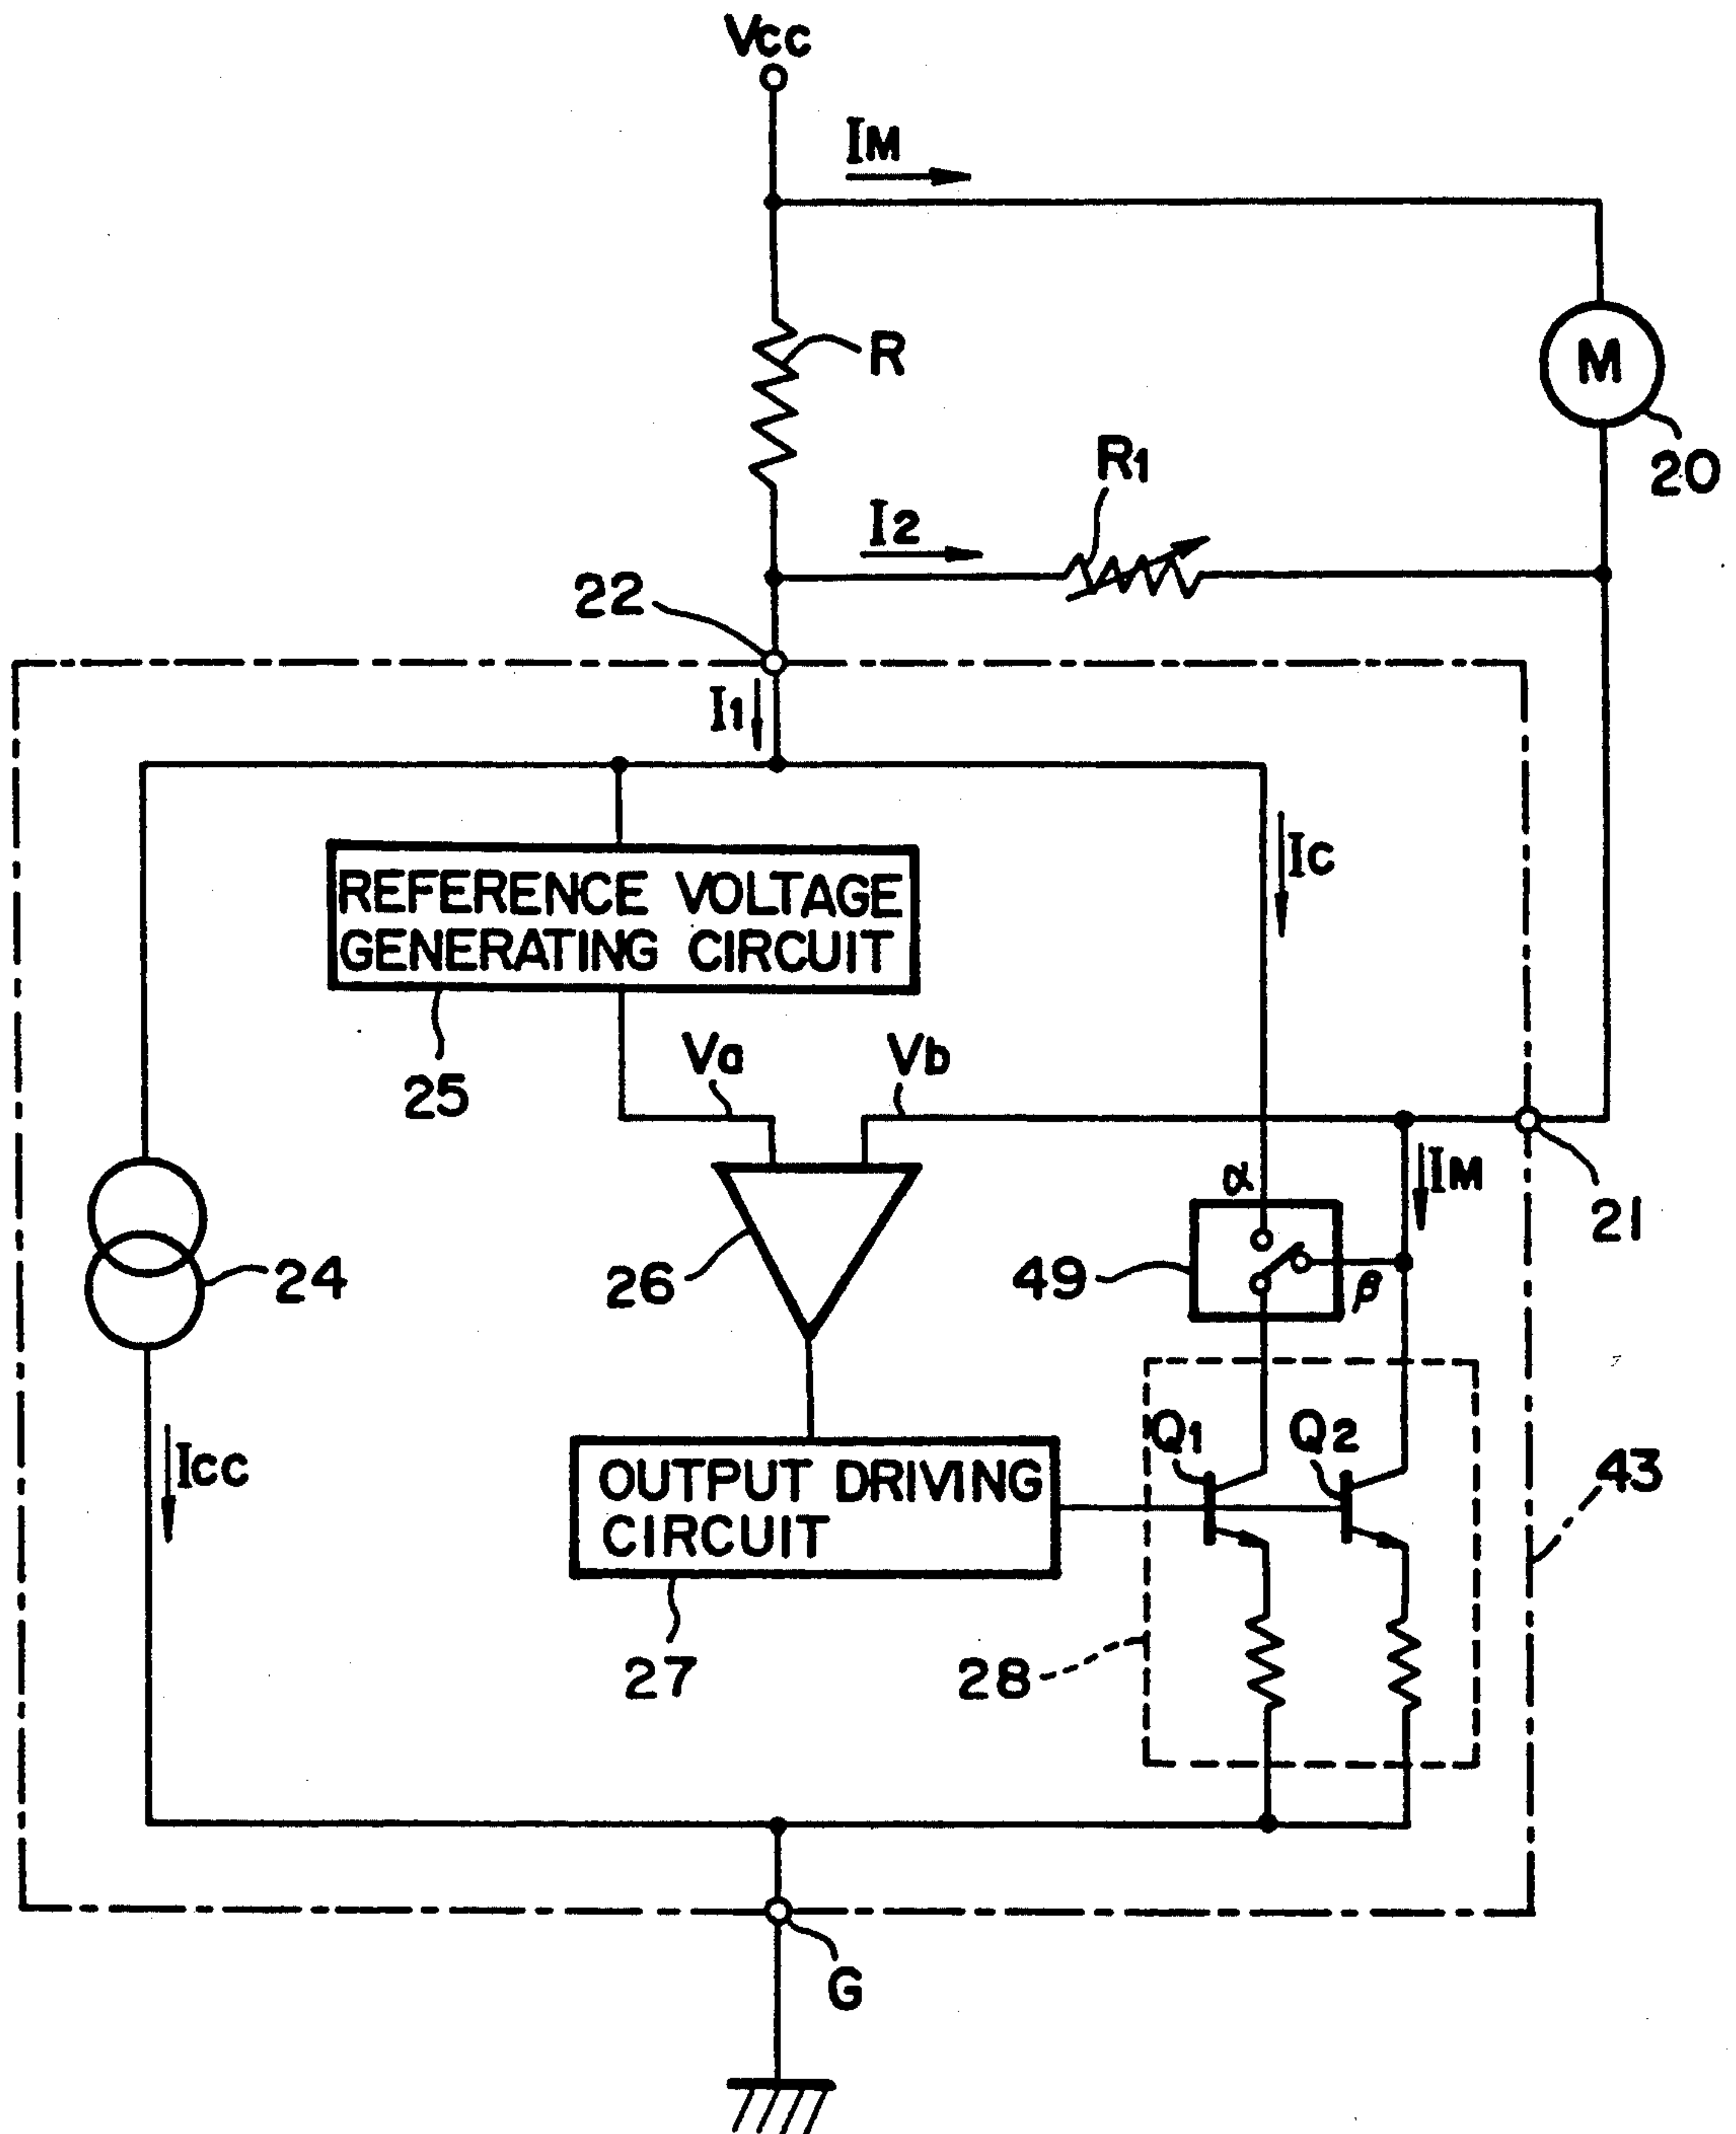 Vcc
IM
R
M
20
R1
I2
22
I1
Ic
REFERENCE VOLTAGE
GENERATING CIRCUIT
25
Va
Vb
α
IM
21
26
49
β
24
Q1
Q2
Icc
OUTPUT DRIVING
CIRCUIT
43
27
28
G